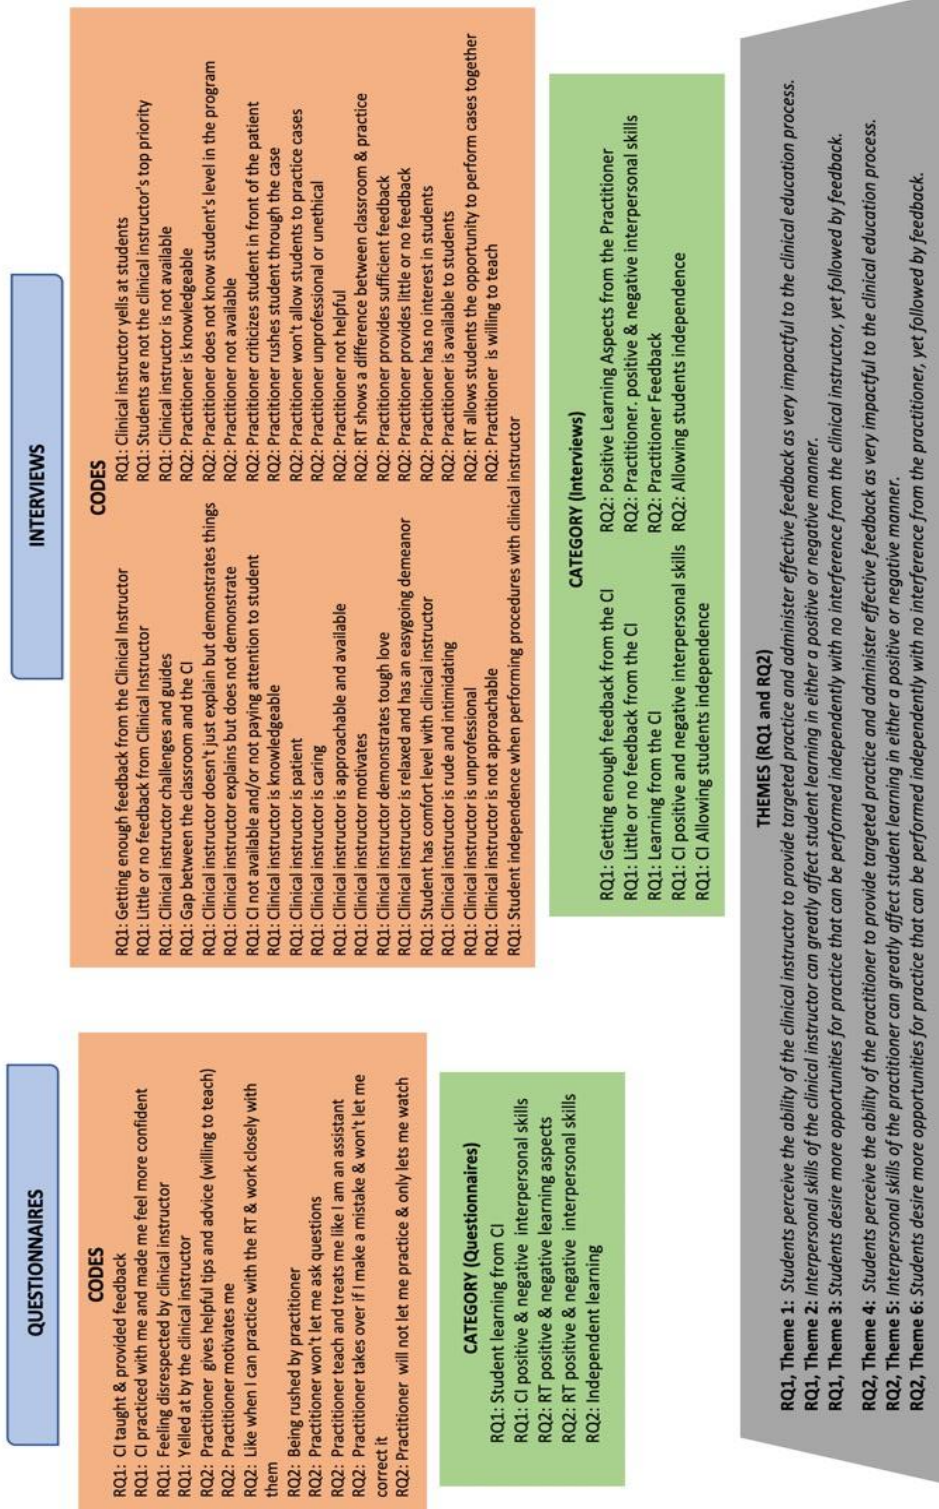 QUESTIONNAIRES
CODES
RQ1: CI taught & provided feedback
RQ1: CI practiced with me and made me feel more confident
RQ1: Feeling disrespected by clinical instructor
RQ1: Yelled at by the clinical instructor
RQ2: Practitioner gives helpful tips and advice (willing to teach)
RQ2: Practitioner motivates me
RQ2: Like when I can practice with the RT & work closely with
them
RQ2: Being rushed by practitioner
RQ2: Practitioner won't let me ask questions
RQ2: Practitioner teach and treats me like I am an assistant
RQ2: Practitioner takes over if I make a mistake & won't let me
correct it
RQ2: Practitioner will not let me practice & only lets me watch
CATEGORY (Questionnaires)
RQ1: Student learning from CI
RQ1: CI positive & negative interpersonal skills
RQ2: RT positive & negative learning aspects
RQ2: RT positive & negative interpersonal skills
RQ2: Independent learning
INTERVIEWS
CODES
RQ1: Getting enough feedback from the Clinical Instructor
RQ1: Little or no feedback from Clinical Instructor
RQ1: Clinical instructor challenges and guides
RQ1: Gap between the classroom and the CI
RQ1: Clinical instructor doesn't just explain but demonstrates things
RQ1: Clinical instructor explains but does not demonstrate
RQ1: CI not available and/or not paying attention to student
RQ1: Clinical instructor is knowledgeable
RQ1: Clinical instructor is patient
RQ1: Clinical instructor is caring
RQ1: Clinical instructor is approachable and available
RQ1: Clinical instructor motivates
RQ1: Clinical instructor demonstrates tough love
RQ1: Clinical instructor is relaxed and has an easygoing demeanor
RQ1: Student has comfort level with clinical instructor
RQ1: Clinical instructor is rude and intimidating
RQ1: Clinical instructor is unprofessional
RQ1: Clinical instructor is not approachable
RQ1: Student independence when performing procedures with clinical instructor
RQ1: Clinical instructor yells at students
RQ1: Students are not the clinical instructor's top priority
RQ1: Clinical instructor is not available
RQ2: Practitioner is knowledgeable
RQ2: Practitioner does not know student's level in the program
RQ2: Practitioner not available
RQ2: Practitioner criticizes student in front of the patient
RQ2: Practitioner rushes student through the case
RQ2: Practitioner won't allow students to practice cases
RQ2: Practitioner unprofessional or unethical
RQ2: Practitioner not helpful
RQ2: RT shows a difference between classroom & practice
RQ2: Practitioner provides sufficient feedback
RQ2: Practitioner provides little or no feedback
RQ2: Practitioner has no interest in students
RQ2: Practitioner is available to students
RQ2: RT allows students the opportunity to perform cases together
RQ2: Practitioner is willing to teach
CATEGORY (Interviews)
RQ1: Getting enough feedback from the CI
RQ1: Little or no feedback from the CI
RQ1: Learning from the CI
RQ1: CI positive and negative interpersonal skills
RQ1: CI Allowing students independence
RQ2: Positive Learning Aspects from the Practitioner
RQ2: Practitioner. positive & negative interpersonal skills
RQ2: Practitioner Feedback
RQ2: Allowing students independence
THEMES (RQ1 and RQ2)
RQ1, Theme 1: Students perceive the ability of the clinical instructor to provide targeted practice and administer effective feedback as very impactful to the clinical education process.
RQ1, Theme 2: Interpersonal skills of the clinical instructor can greatly affect student learning in either a positive or negative manner.
RQ1, Theme 3: Students desire more opportunities for practice that can be performed independently with no interference from the clinical instructor, yet followed by feedback.
RQ2, Theme 4: Students perceive the ability of the practitioner to provide targeted practice and administer effective feedback as very impactful to the clinical education process.
RQ2, Theme 5: Interpersonal skills of the practitioner can greatly affect student learning in either a positive or negative manner.
RQ2, Theme 6: Students desire more opportunities for practice that can be performed independently with no interference from the practitioner, yet followed by feedback.